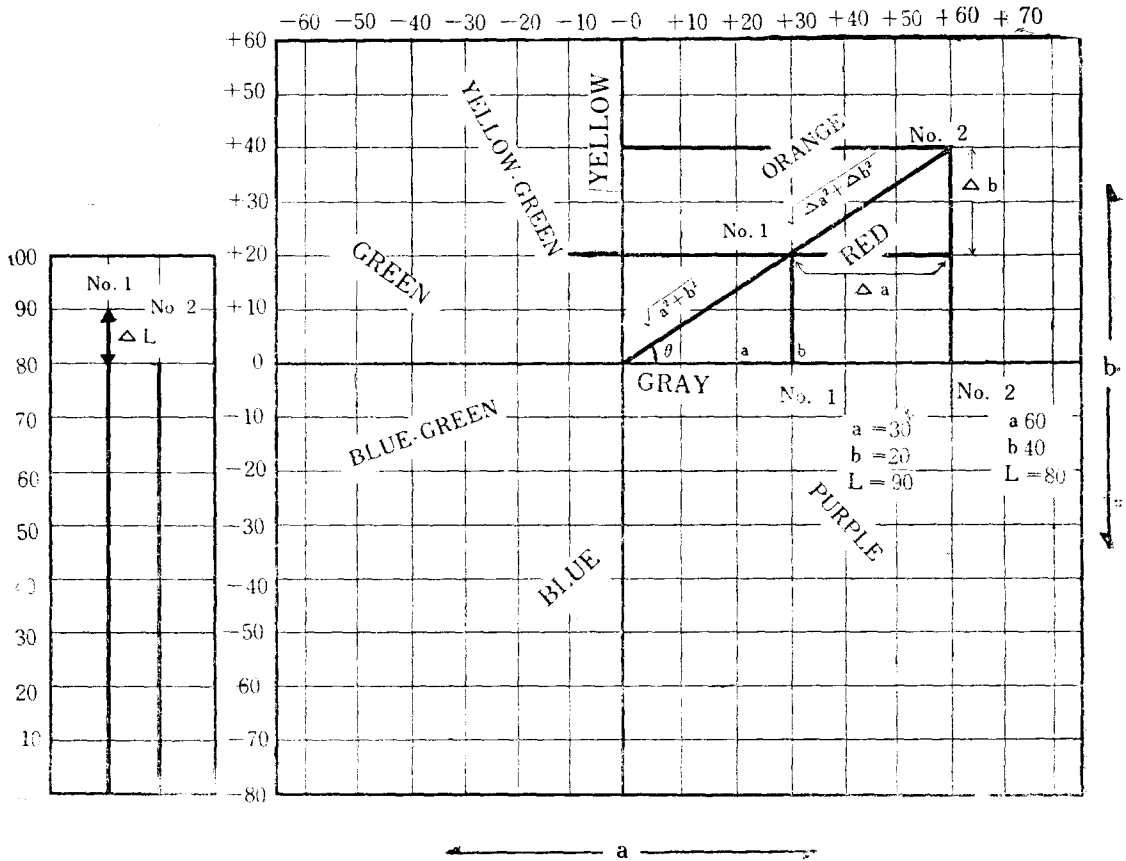 −60 −50 −40 −30 −20 −10 −0 +10 +20 +30 +40 +50 +60 +70
+60
+50
+40
+30
+20
+10
0
−10
−20
−30
−40
−50
60
−70
−80
100
90
80
70
60
50
30
20
10
No. 1
No 2
△ L
YELLOW-GREEN
YELLOW
ORANGE
No. 2
△ b
√△a²+△b²
No. 1
RED
GREEN
△ a
√a²+b²
θ
a
b
GRAY
No. 1
No. 2
a =30
a 60
b =20
b 40
L =90
L =80
BLUE-GREEN
PURPLE
BLUE
b
a